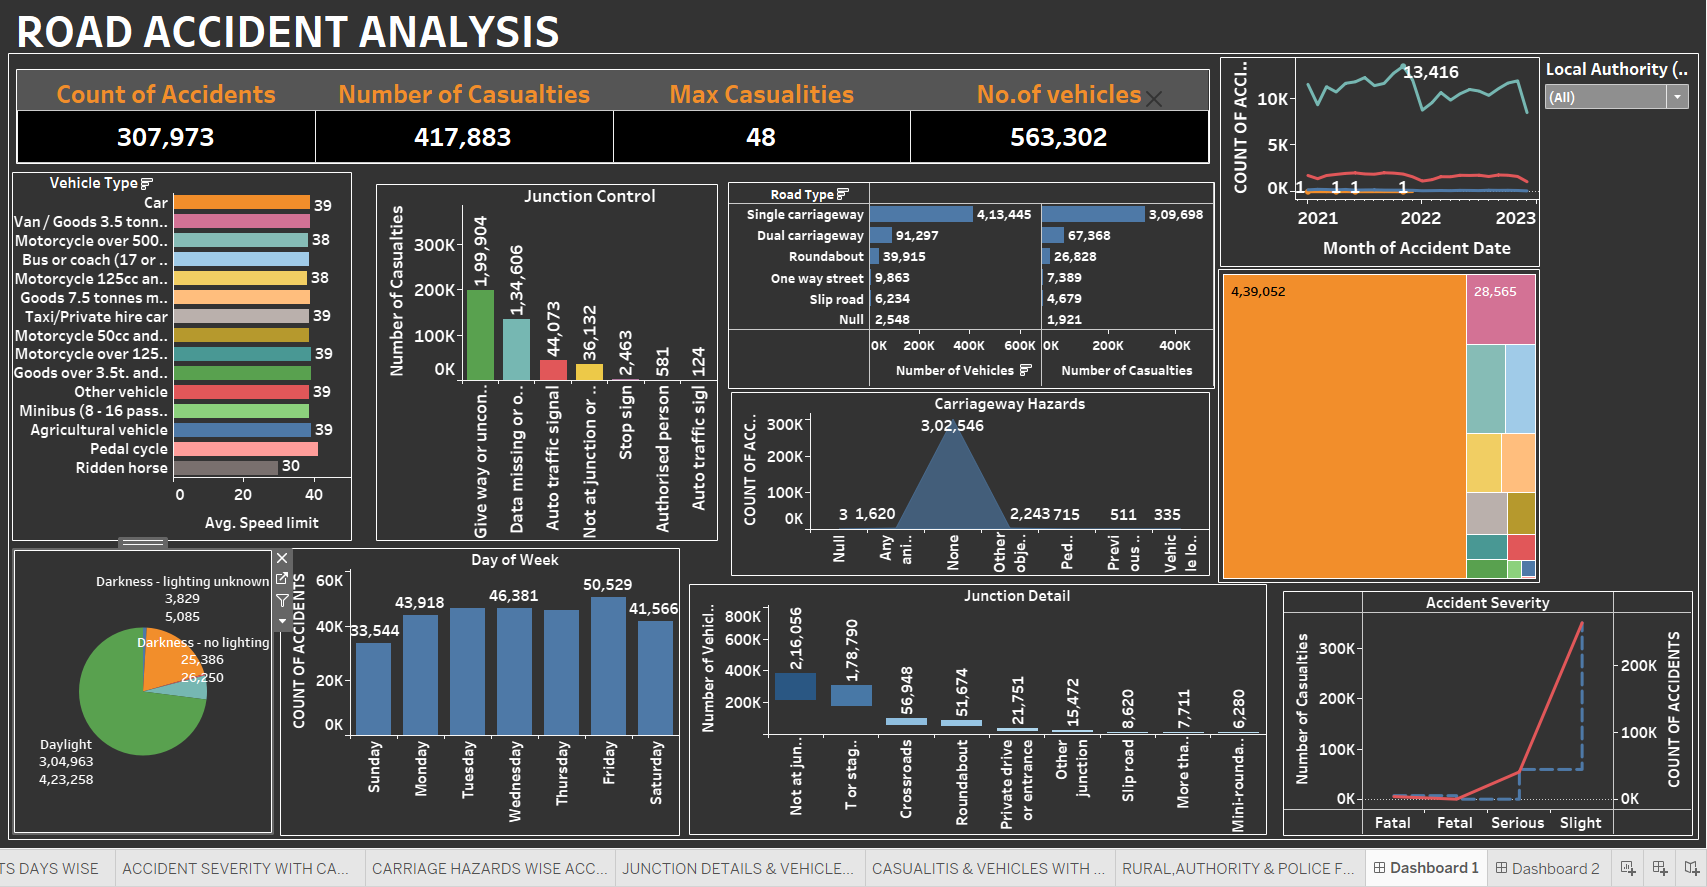 ROAD ACCIDENT ANALYSIS
Count of Accidents
Number of Casualties
Max Casualities
No.of vehicles
307,973
417,883
48
563,302
COUNT OF ACCI..
13,416
10K
5K
0K
1
1
1
1
2021
2022
2023
Month of Accident Date
Local Authority (..
(All)
Vehicle Type
Car
39
Van / Goods 3.5 tonn..
Motorcycle over 500..
38
Bus or coach (17 or ..
Motorcycle 125cc an..
38
Goods 7.5 tonnes m..
Taxi/Private hire car
39
Motorcycle 50cc and..
Motorcycle over 125..
39
Goods over 3.5t. and..
Other vehicle
39
Minibus (8 - 16 pass..
Agricultural vehicle
39
Pedal cycle
Ridden horse
30
0
20
40
Avg. Speed limit
Junction Control
Number of Casualties
300K
200K
100K
0K
1,99,904
1,34,606
44,073
36,132
2,463
581
124
Give way or uncon..
Data missing or o..
Auto traffic signal
Not at junction or ..
Stop sign
Authorised person
Auto traffic sigl
Road Type
Single carriageway
4,13,445
3,09,698
Dual carriageway
91,297
67,368
Roundabout
39,915
26,828
One way street
9,863
7,389
Slip road
6,234
4,679
Null
2,548
1,921
0K
200K
400K
600K
0K
200K
400K
Number of Vehicles
Number of Casualties
Carriageway Hazards
COUNT OF ACC..
300K
200K
100K
0K
3
1,620
3,02,546
2,243
715
511
335
Null
Any
ani..
None
Other
obje..
Ped..
Previ
ous ..
Vehic
le lo..
4,39,052
28,565
Darkness - lighting unknown
3,829
5,085
Darkness - no lighting
25,386
26,250
Daylight
3,04,963
4,23,258
Day of Week
COUNT OF ACCIDENTS
60K
40K
20K
0K
33,544
43,918
46,381
50,529
41,566
Sunday
Monday
Tuesday
Wednesday
Thursday
Friday
Saturday
Junction Detail
Number of Vehicl..
800K
600K
400K
200K
2,16,056
1,78,790
56,948
51,674
21,751
15,472
8,620
7,711
6,280
Not at jun..
T or stag..
Crossroads
Roundabout
Private drive
or entrance
Other
junction
Slip road
More tha..
Mini-rounda..
Accident Severity
Number of Casualties
300K
200K
100K
0K
200K
100K
0K
COUNT OF ACCIDENTS
Fatal
Fetal
Serious
Slight
TS DAYS WISE
ACCIDENT SEVERITY WITH CA...
CARRIAGE HAZARDS WISE ACC...
JUNCTION DETAILS & VEHICLE...
CASUALITIS & VEHICLES WITH ...
RURAL,AUTHORITY & POLICE F...
Dashboard 1
Dashboard 2